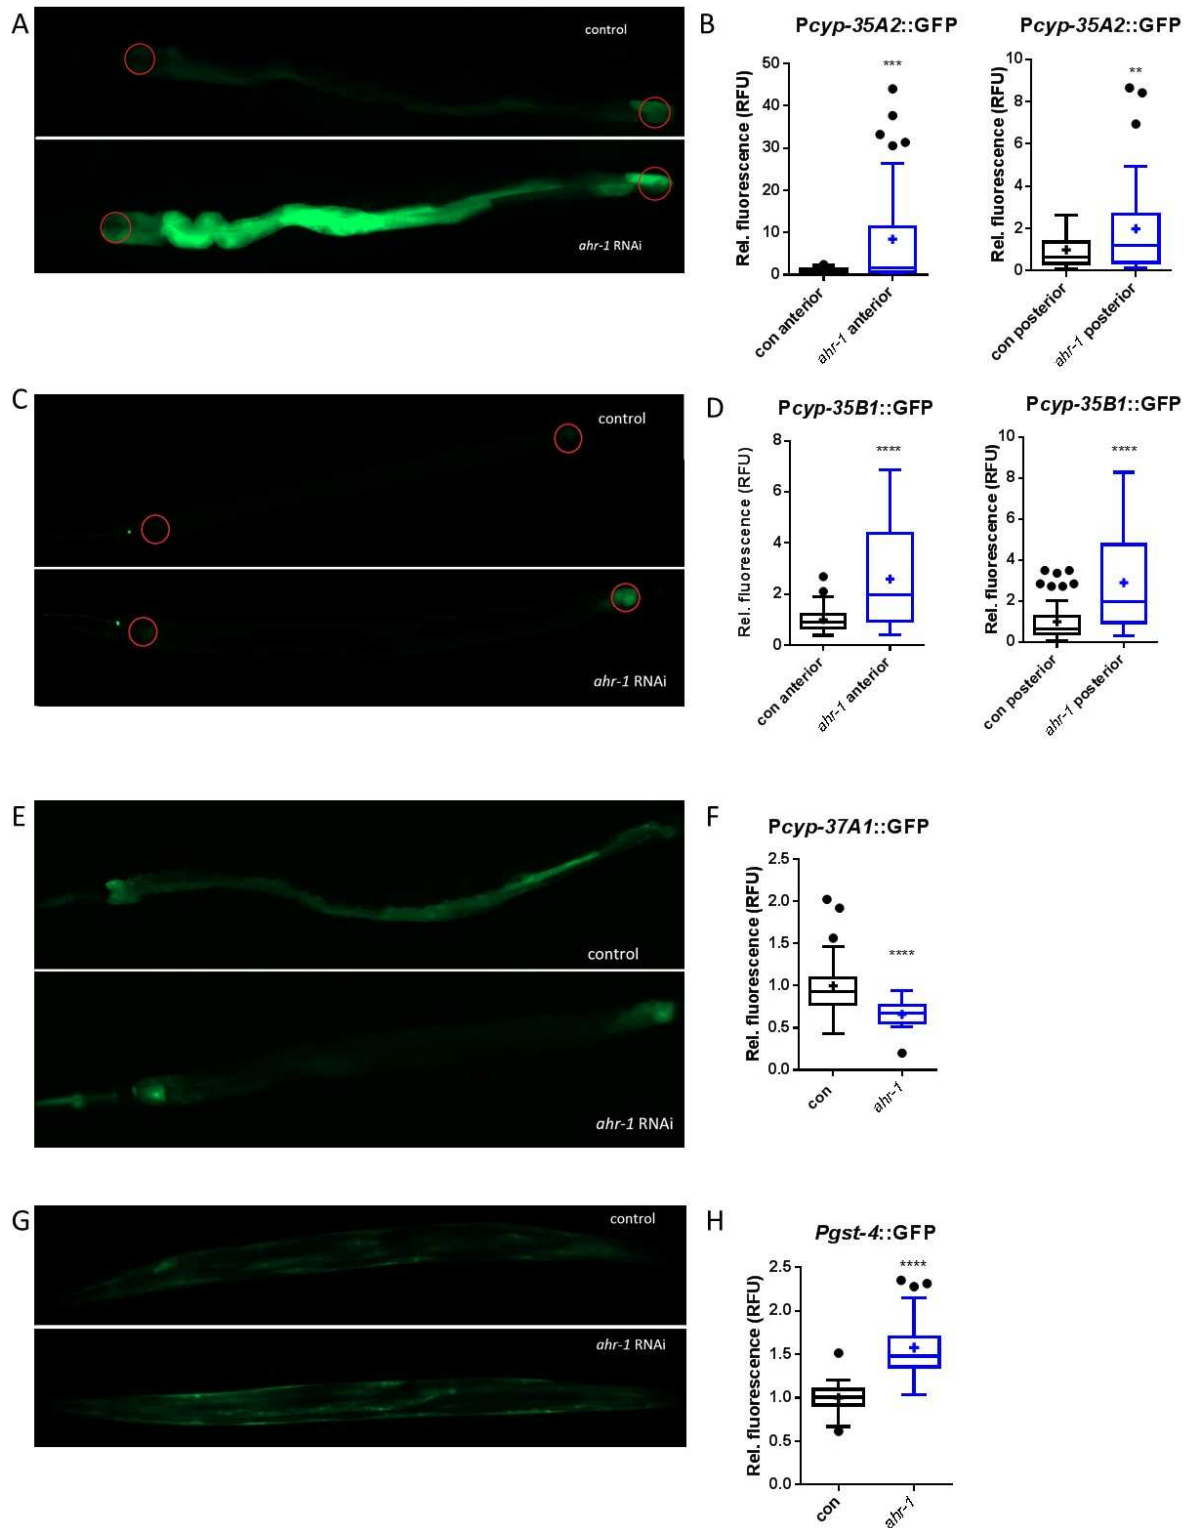 A
control
ahr-1 RNAi
B
Pcyp-35A2::GFP
Rel. fluorescence (RFU)
50
40
30
20
10
0
***
con anterior
ahr-1 anterior
Pcyp-35A2::GFP
Rel. fluorescence (RFU)
10
8
6
4
2
0
**
con posterior
ahr-1 posterior
C
control
ahr-1 RNAi
D
Pcyp-35B1::GFP
Rel. fluorescence (RFU)
8
6
4
2
0
****
con anterior
ahr-1 anterior
Pcyp-35B1::GFP
Rel. fluorescence (RFU)
10
8
6
4
2
0
****
con posterior
ahr-1 posterior
E
control
ahr-1 RNAi
F
Pcyp-37A1::GFP
Rel. fluorescence (RFU)
2.5
2.0
1.5
1.0
0.5
0.0
****
con
ahr-1
G
control
ahr-1 RNAi
H
Pgst-4::GFP
Rel. fluorescence (RFU)
2.5
2.0
1.5
1.0
0.5
0.0
****
con
ahr-1